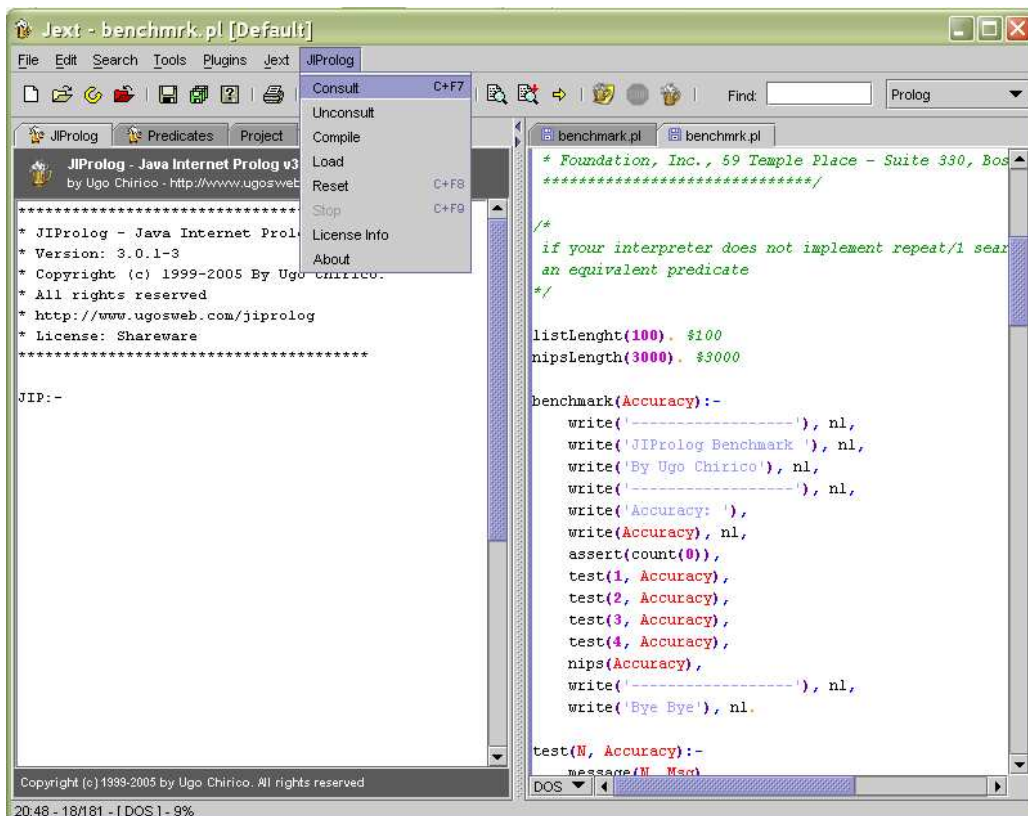 Jext - benchmrk.pl [Default]
File Edit Search Tools Plugins Jext JIProlog
Find: Prolog
Consult C+F7
Unconsult
Compile
Load
Reset C+F8
Stop C+F9
License Info
About
JIProlog Predicates Project
JIProlog - Java Internet Prolog v3
by Ugo Chirico - http://www.ugosweb
***************************************
* JIProlog - Java Internet Prol
* Version: 3.0.1-3
* Copyright (c) 1999-2005 By Ugo Chirico.
* All rights reserved
* http://www.ugosweb.com/jiprolog
* License: Shareware
***************************************
JIP:-
Copyright (c) 1999-2005 by Ugo Chirico. All rights reserved
benchmark.pl benchmrk.pl
* Foundation, Inc., 59 Temple Place - Suite 330, Bos
******************************/
/*
if your interpreter does not implement repeat/1 sear
an equivalent predicate
*/
listLenght(100). %100
nipsLength(3000). %3000
benchmark(Accuracy):-
write('------------------'), nl,
write('JIProlog Benchmark '), nl,
write('By Ugo Chirico'), nl,
write('------------------'), nl,
write('Accuracy: '),
write(Accuracy), nl,
assert(count(0)),
test(1, Accuracy),
test(2, Accuracy),
test(3, Accuracy),
test(4, Accuracy),
nips(Accuracy),
write('------------------'), nl,
write('Bye Bye'), nl.
test(N, Accuracy):-
message(N, Msg)
DOS
20:48 - 18/181 - [ DOS ] - 9%